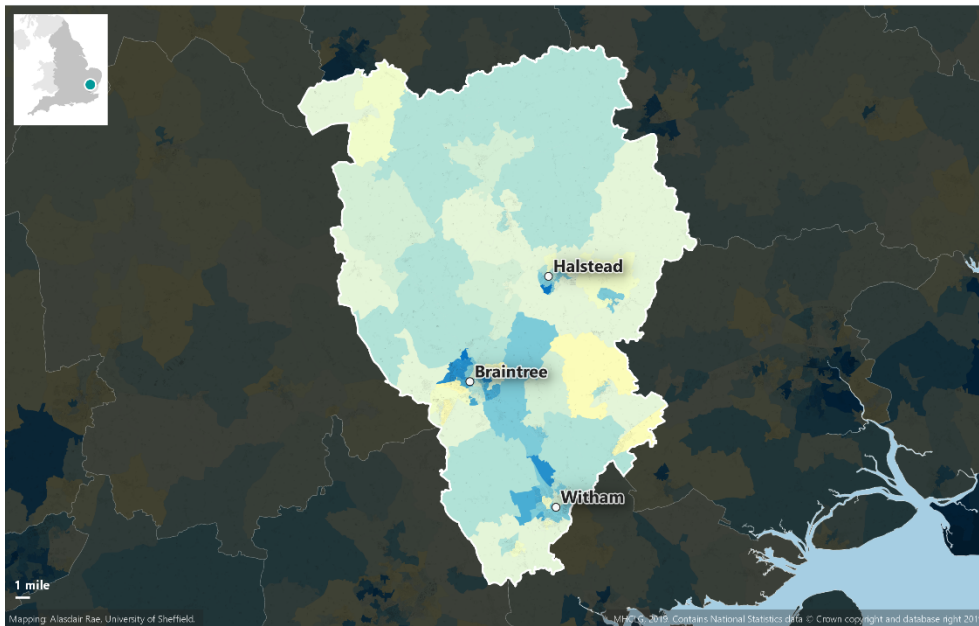 Halstead
Braintree
Witham
1 mile
Mapping: Alasdair Rae, University of Sheffield.
MHCLG, 2019. Contains National Statistics data © Crown copyright and database right